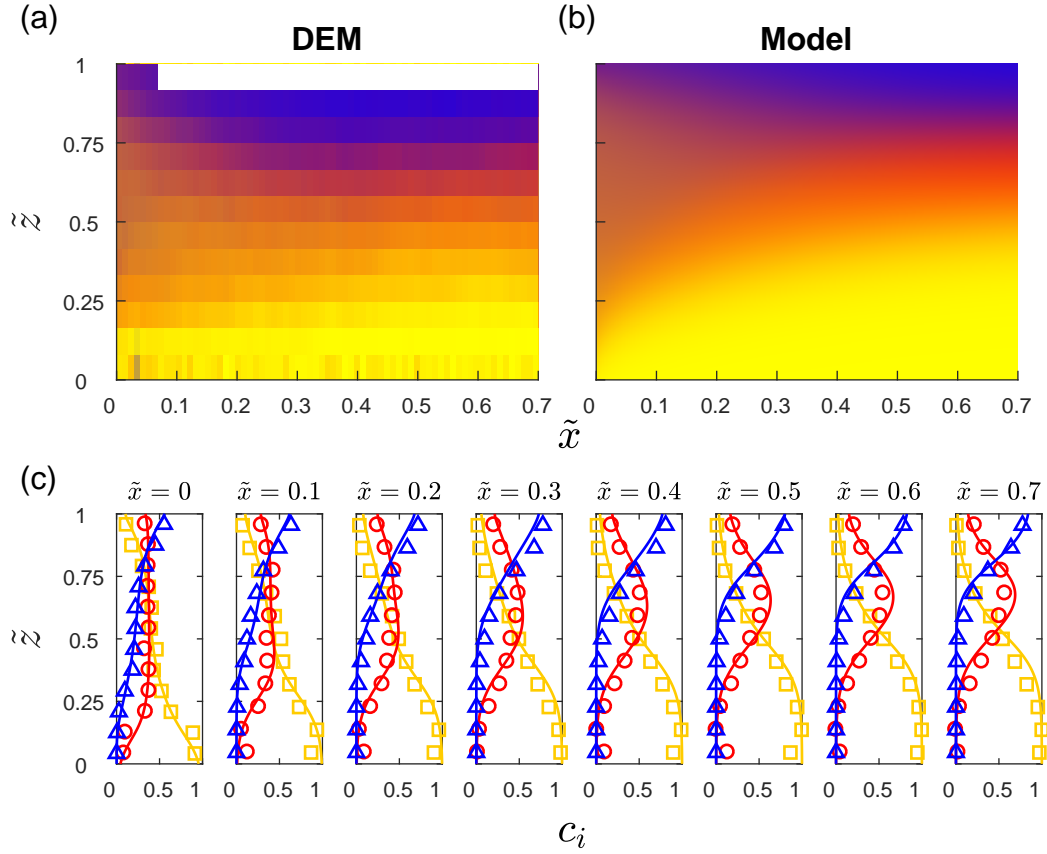 (a) DEM (b) Model
1
0.75
z̃ 0.5
0.25
0
0 0.1 0.2 0.3 0.4 0.5 0.6 0.7 0 0.1 0.2 0.3 0.4 0.5 0.6 0.7
x̃
(c) x̃ = 0 x̃ = 0.1 x̃ = 0.2 x̃ = 0.3 x̃ = 0.4 x̃ = 0.5 x̃ = 0.6 x̃ = 0.7
1
0.75
z̃ 0.5
0.25
0
0 0.5 1 0 0.5 1 0 0.5 1 0 0.5 1 0 0.5 1 0 0.5 1 0 0.5 1 0 0.5 1
c_i